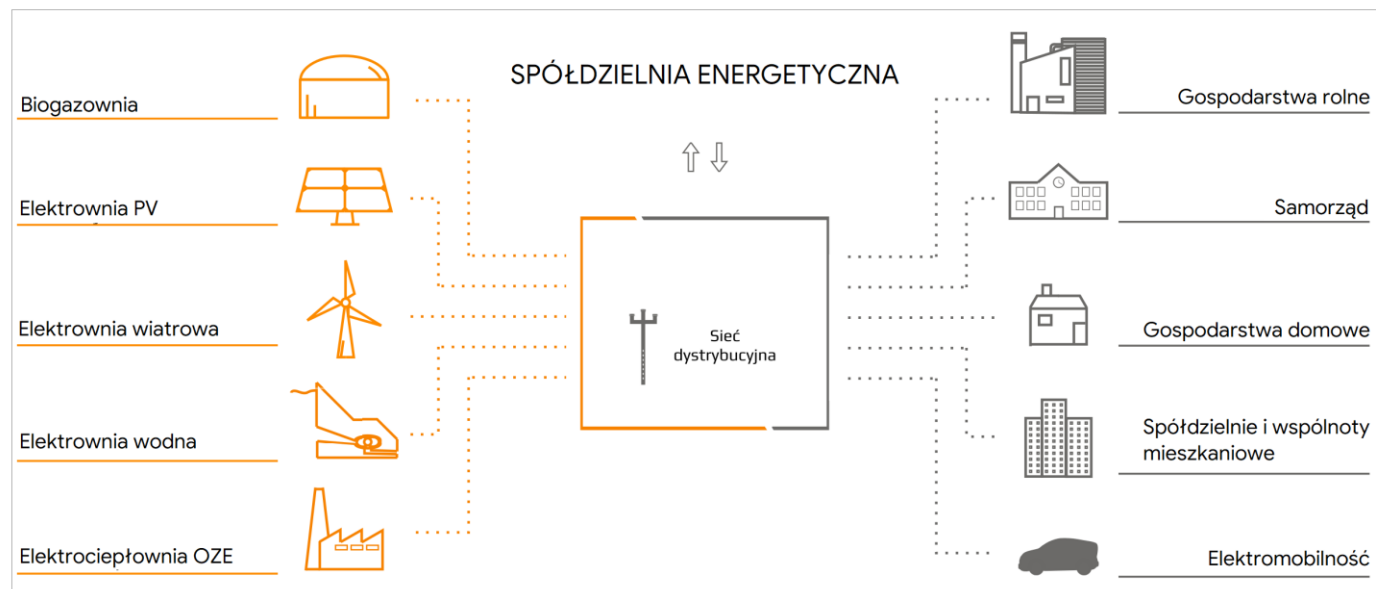 SPÓŁDZIELNIA ENERGETYCZNA
Biogazownia
Elektrownia PV
Elektrownia wiatrowa
Elektrownia wodna
Elektrociepłownia OZE
Sieć
dystrybucyjna
Gospodarstwa rolne
Samorząd
Gospodarstwa domowe
Spółdzielnie i wspólnoty
mieszkaniowe
Elektromobilność